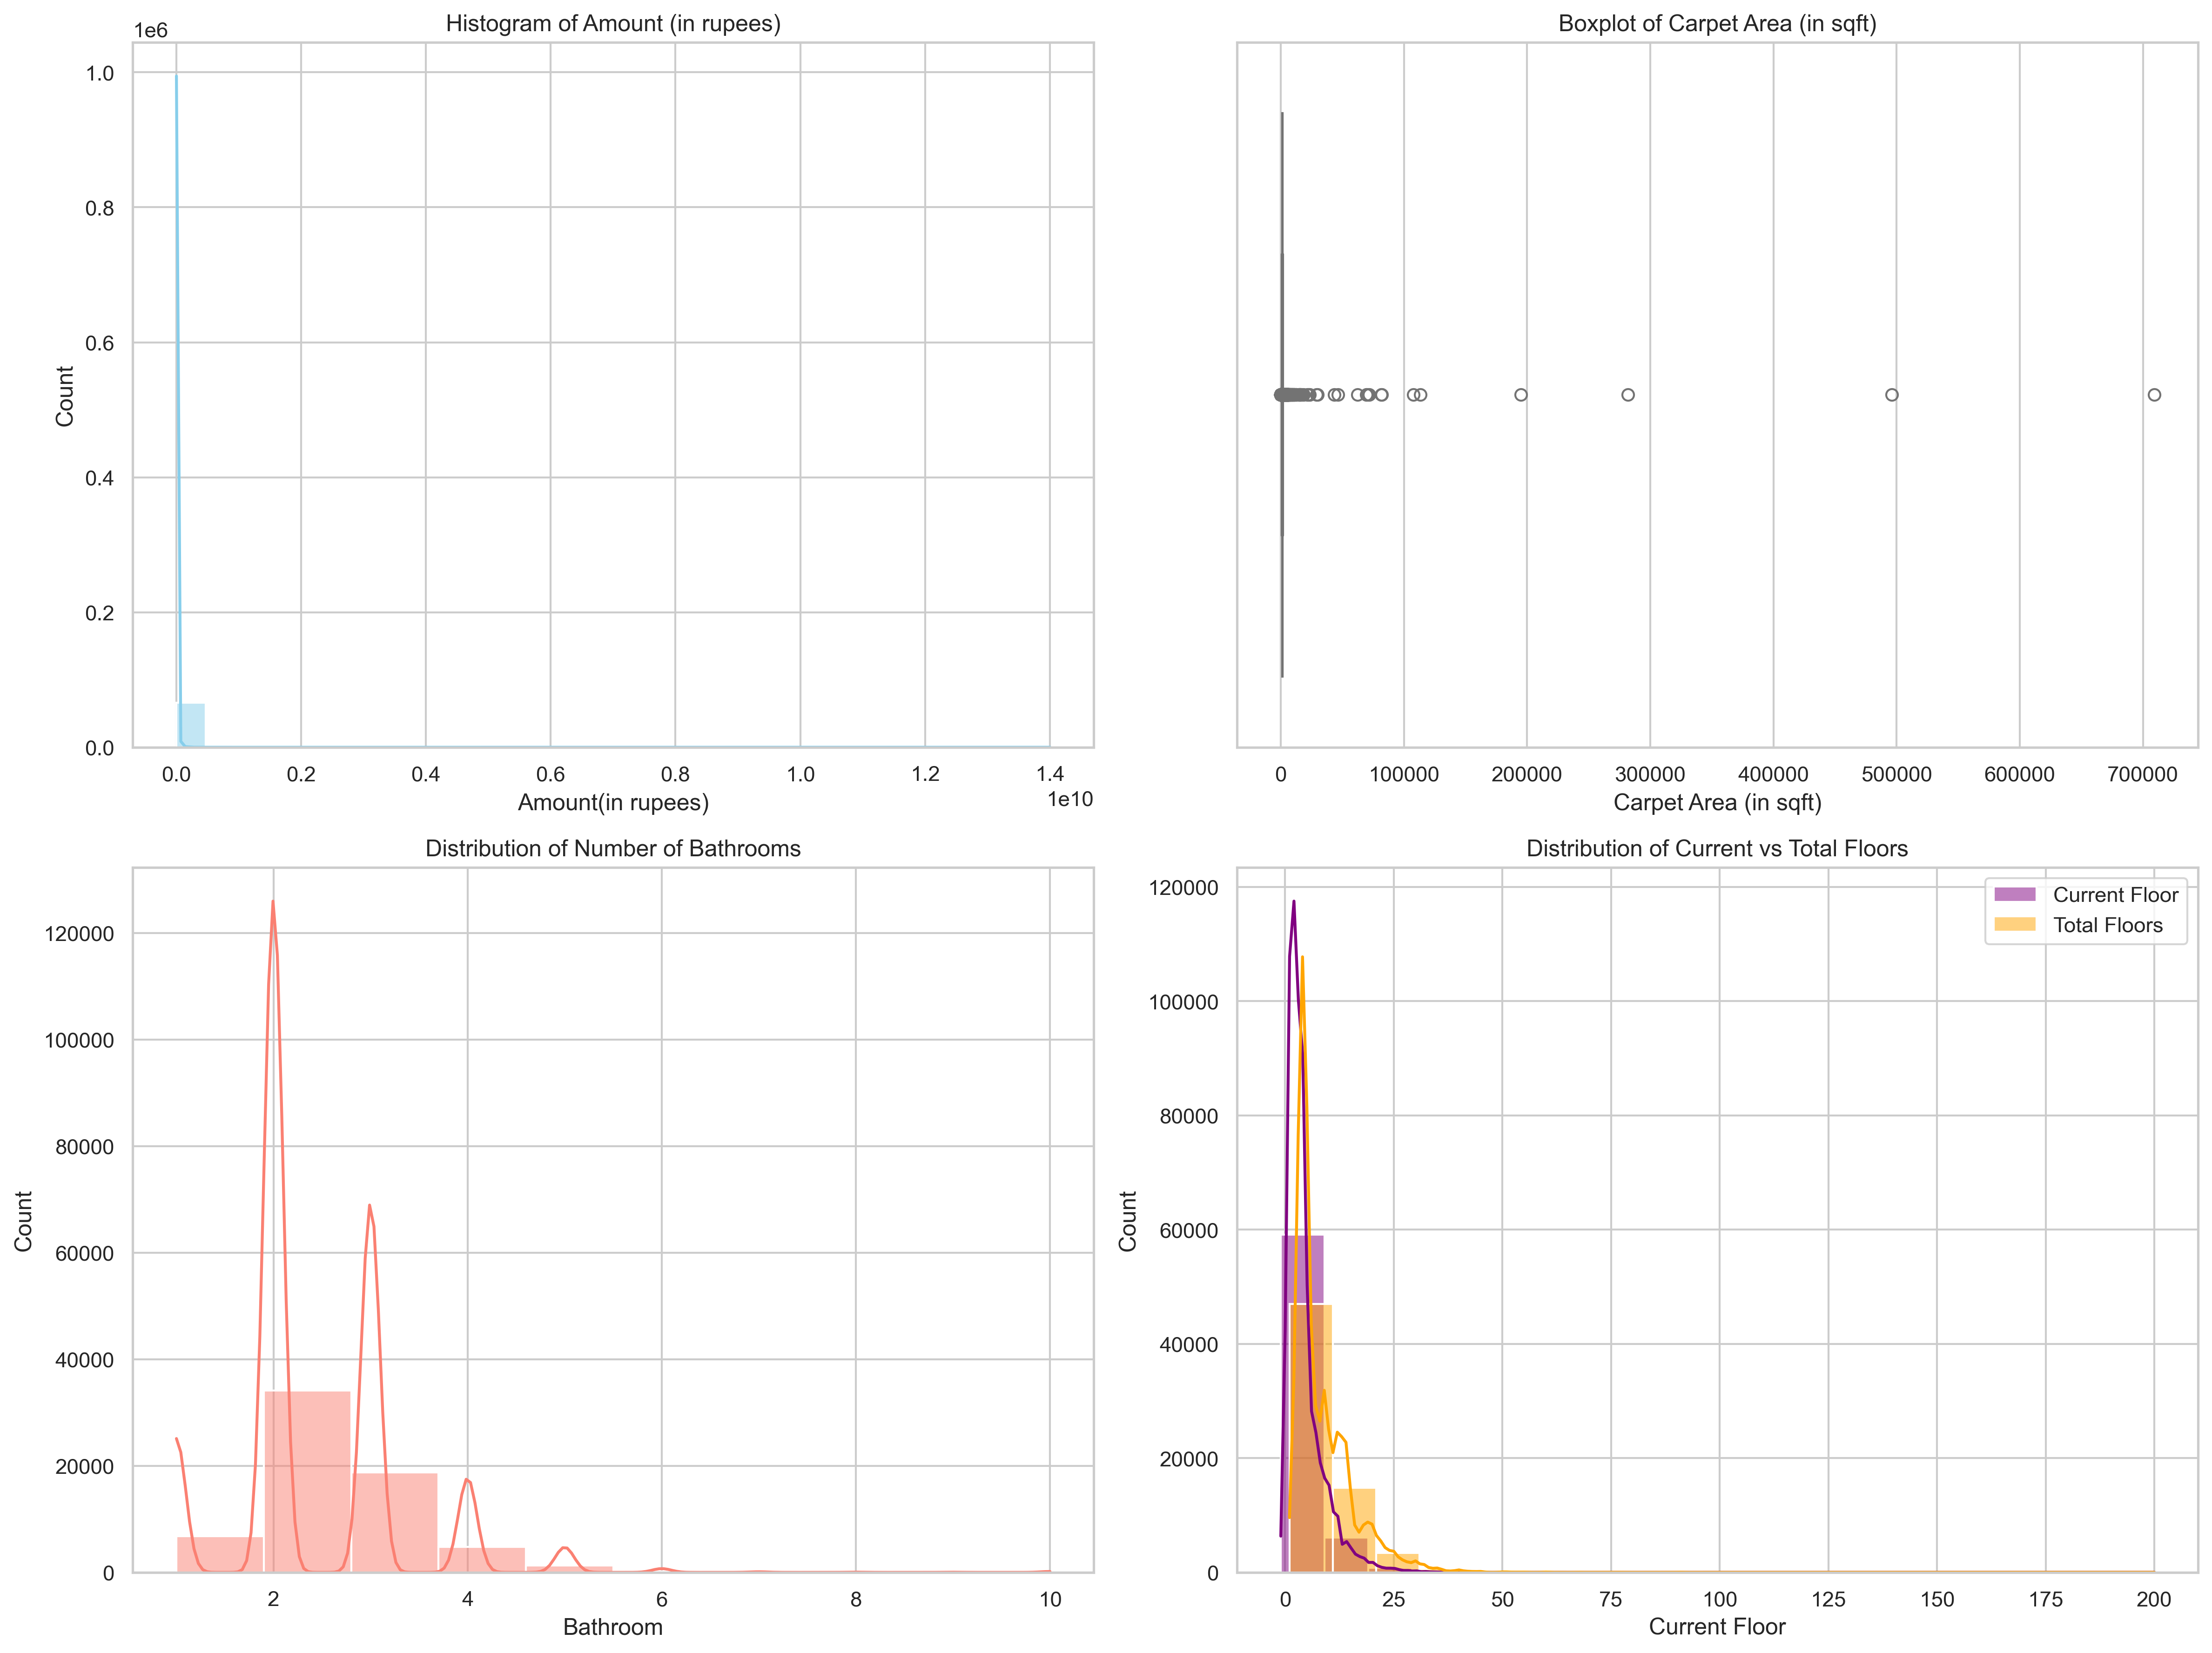 Histogram of Amount (in rupees)
1e6
1.0
0.8
0.6
0.4
0.2
0.0
Count
0.0 0.2 0.4 0.6 0.8 1.0 1.2 1.4
1e10
Amount(in rupees)
Boxplot of Carpet Area (in sqft)
0 100000 200000 300000 400000 500000 600000 700000
Carpet Area (in sqft)
Distribution of Number of Bathrooms
120000
100000
80000
60000
40000
20000
0
Count
2 4 6 8 10
Bathroom
Distribution of Current vs Total Floors
Current Floor
Total Floors
120000
100000
80000
60000
40000
20000
0
Count
0 25 50 75 100 125 150 175 200
Current Floor